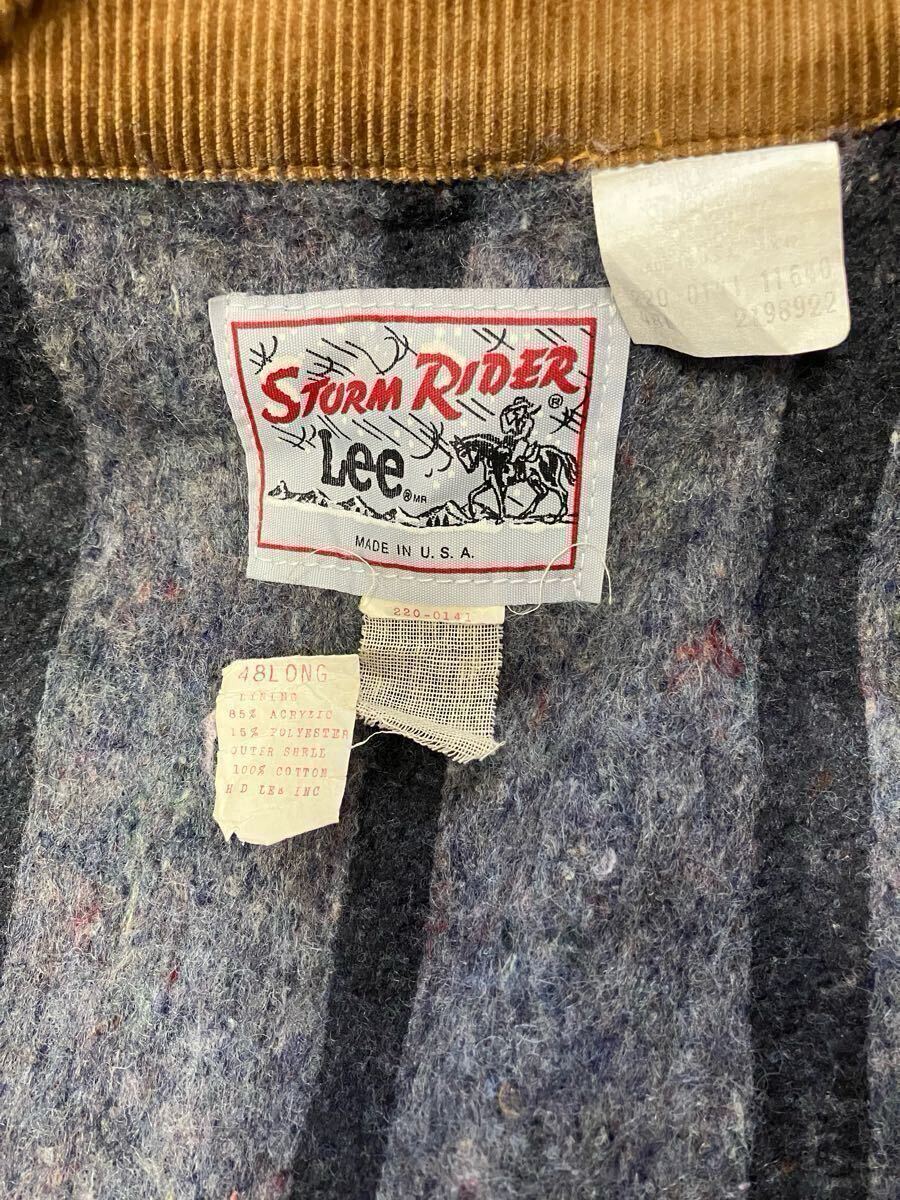 STORM RIDER
®
Lee ® MR
MADE IN U.S.A.
220 0141 11640
2198922
220-0141
48LONG
LINING
85% ACRYLIC
15% POLYESTER
OUTER SHELL
100% COTTON
H D LEE INC